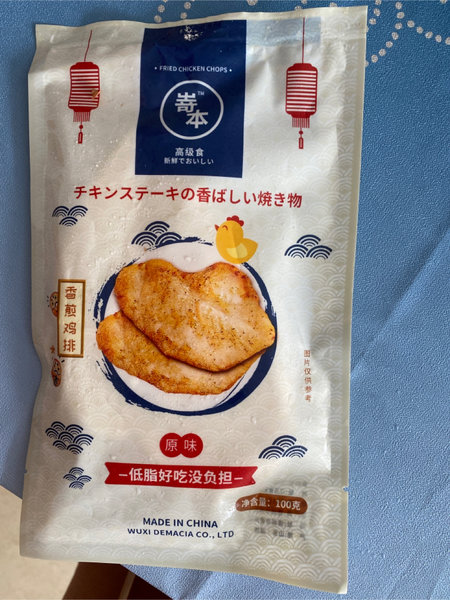 • FRIED CHICKEN CHOPS •
嵜本™
高级食
新鮮でおいしい
チキンステーキの香ばしい焼き物
香煎鸡排
图片仅供参考
原味
低脂好吃没负担
净含量：100克
MADE IN CHINA
WUXI DEMACIA CO., LTD